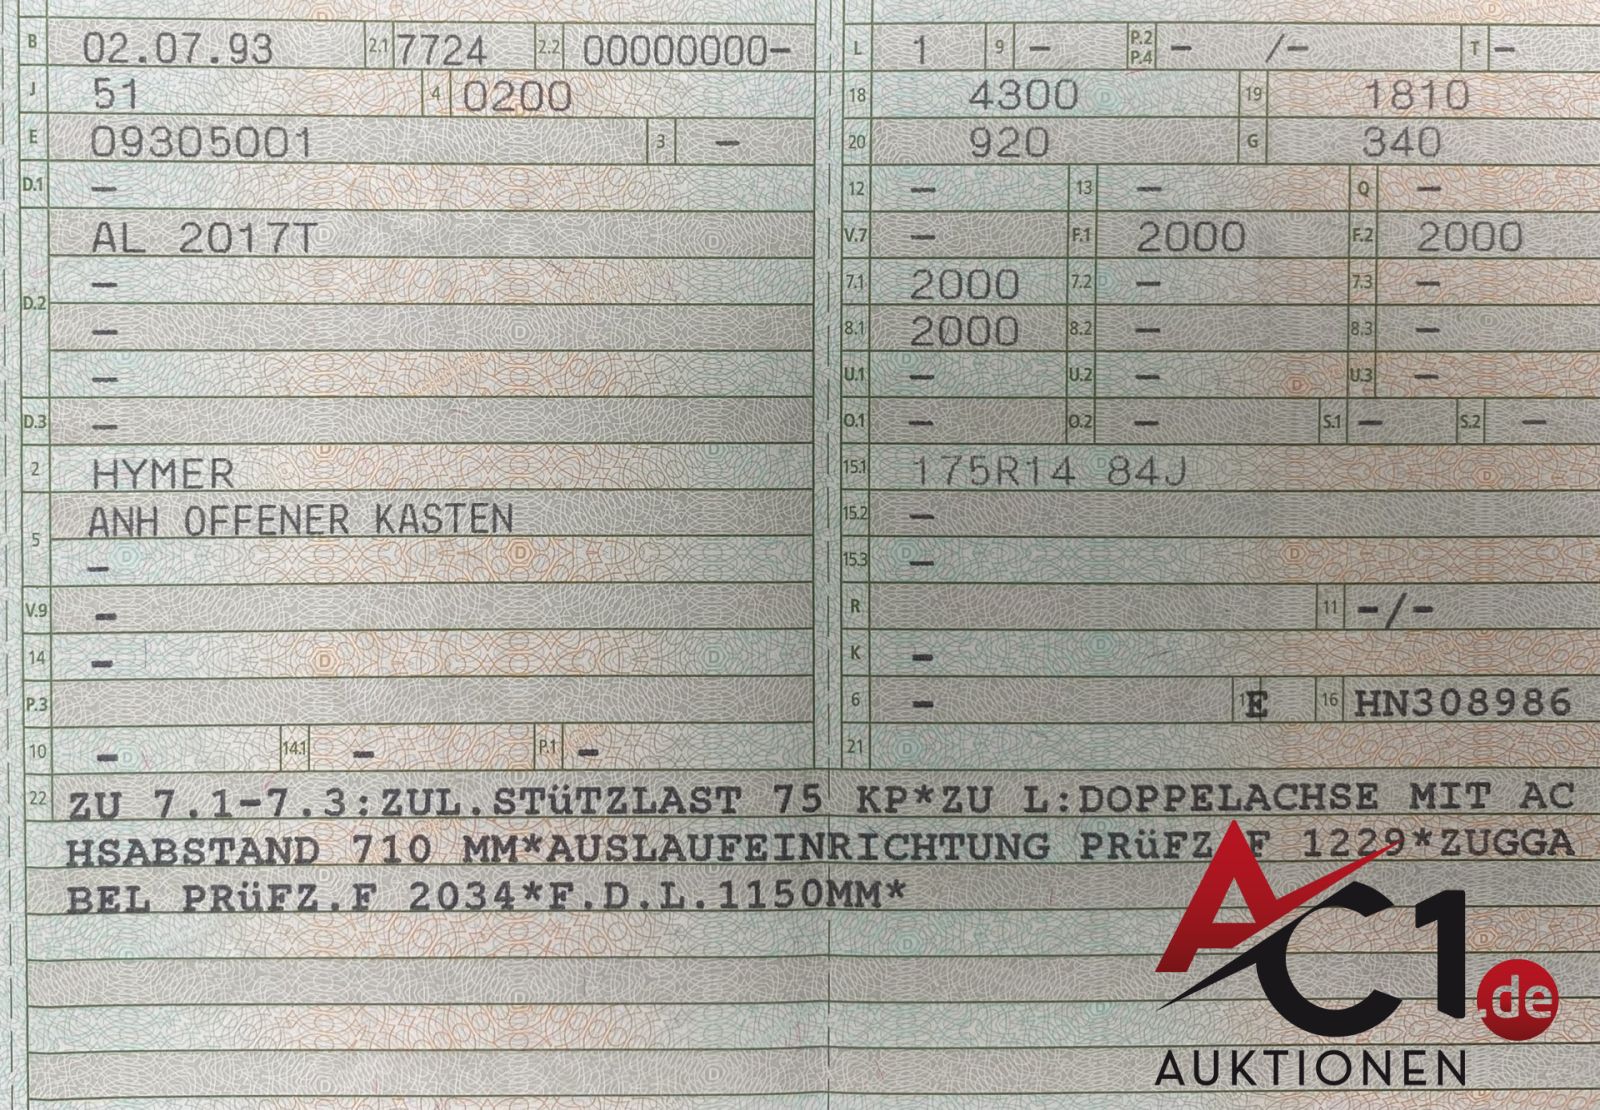 B 02.07.93 2.1 7724 2.2 00000000-
J 51 4 0200
E 09305001 3 –
D.1 –
AL 2017T
D.2 –
–
–
D.3 –
2 HYMER
ANH OFFENER KASTEN
5 –
V.9 –
14 –
P.3
10 – 14.1 – P.1 –
L 1 9 – P.2 P.4 – /– T –
18 4300 19 1810
20 920 G 340
12 – 13 – Q –
V.7 – F.1 2000 F.2 2000
7.1 2000 7.2 – 7.3 –
8.1 2000 8.2 – 8.3 –
U.1 – U.2 – U.3 –
O.1 – O.2 – S.1 – S.2 –
15.1 175R14 84J
15.2 –
15.3 –
R 11 –/–
K –
6 – E 16 HN308986
21
22 ZU 7.1-7.3:ZUL.STüTZLAST 75 KP*ZU L:DOPPELACHSE MIT AC
HSABSTAND 710 MM*AUSLAUFEINRICHTUNG PRüFZ.F 1229*ZUGGA
BEL PRüFZ.F 2034*F.D.L.1150MM*
AC1.de
AUKTIONEN